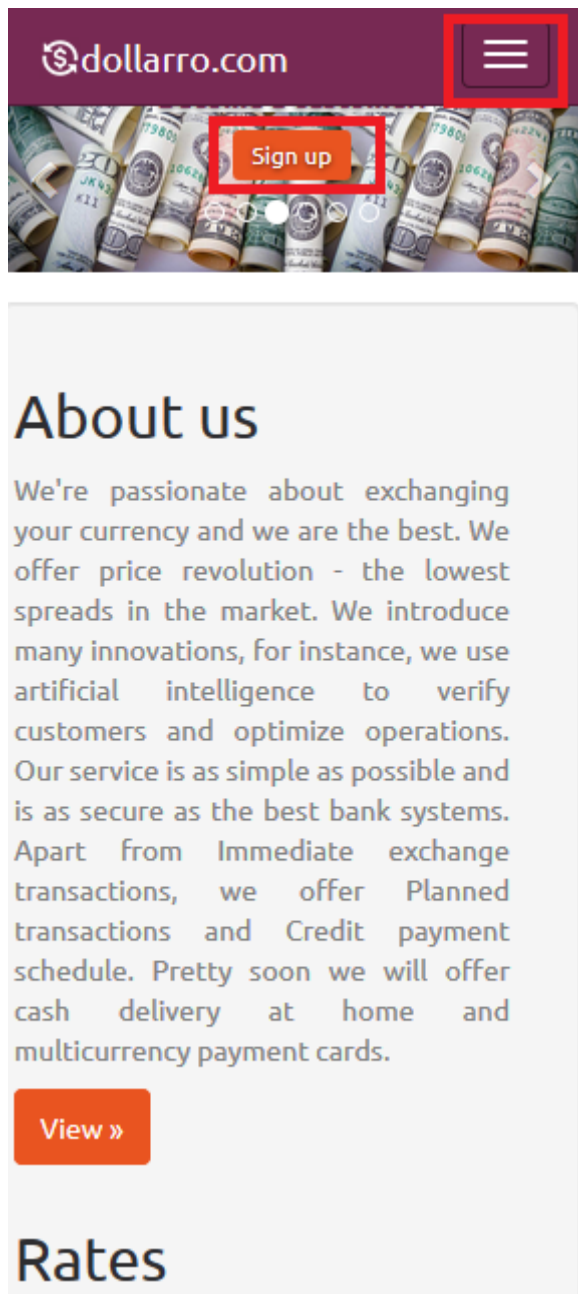 dollarro.com
Sign up
About us
We're passionate about exchanging
your currency and we are the best. We
offer price revolution - the lowest
spreads in the market. We introduce
many innovations, for instance, we use
artificial intelligence to verify
customers and optimize operations.
Our service is as simple as possible and
is as secure as the best bank systems.
Apart from Immediate exchange
transactions, we offer Planned
transactions and Credit payment
schedule. Pretty soon we will offer
cash delivery at home and
multicurrency payment cards.
View »
Rates